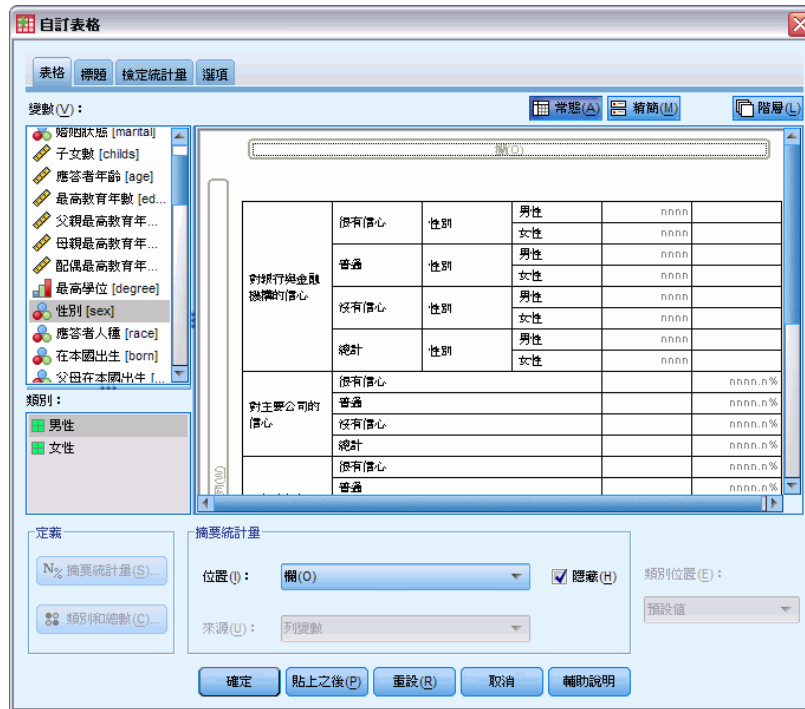 自訂表格
表格 標題 檢定統計量 選項
變數(V)：
常態(A) 精簡(M) 階層(L)
婚姻狀態 [marital]
子女數 [childs]
應答者年齡 [age]
最高教育年數 [ed...
父親最高教育年...
母親最高教育年...
配偶最高教育年...
最高學位 [degree]
性別 [sex]
應答者人種 [race]
在本國出生 [born]
父母在本國出生 [...
類別：
男性
女性
欄(O)
對銀行與金融機構的信心
很有信心 性別 男性 nnnn
女性 nnnn
普通 性別 男性 nnnn
女性 nnnn
沒有信心 性別 男性 nnnn
女性 nnnn
總計 性別 男性 nnnn
女性 nnnn
對主要公司的信心
很有信心 nnnn.n%
普通 nnnn.n%
沒有信心 nnnn.n%
總計 nnnn.n%
很有信心 nnnn.n%
普通 nnnn.n%
定義
N% 摘要統計量(S)...
類別和總數(C)...
摘要統計量
位置(I)： 欄(O) 隱藏(H)
來源(U)： 列變數
類別位置(E)：
預設值
確定 貼上之後(P) 重設(R) 取消 輔助說明